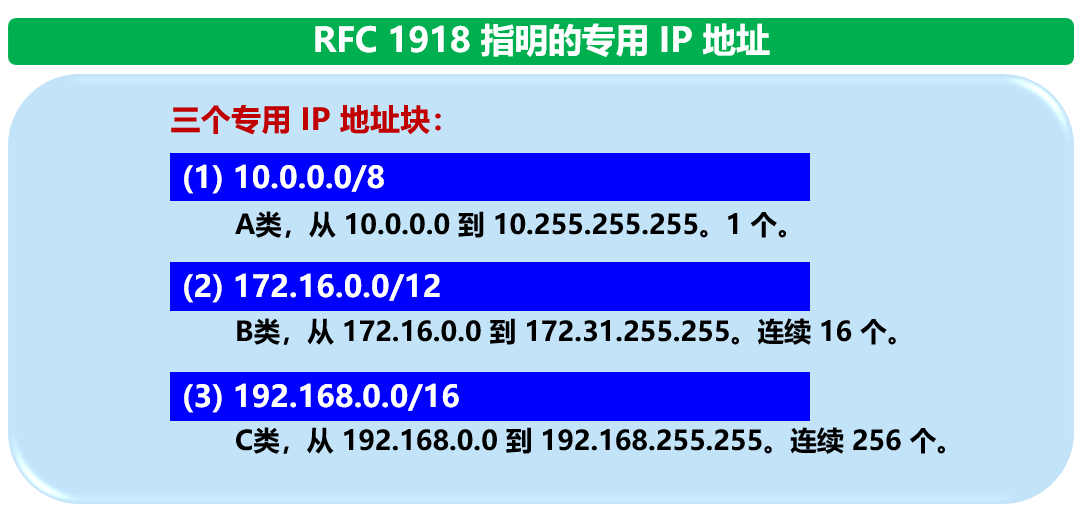 RFC 1918 指明的专用 IP 地址
三个专用 IP 地址块：
(1) 10.0.0.0/8
A类，从 10.0.0.0 到 10.255.255.255。1 个。
(2) 172.16.0.0/12
B类，从 172.16.0.0 到 172.31.255.255。连续 16 个。
(3) 192.168.0.0/16
C类，从 192.168.0.0 到 192.168.255.255。连续 256 个。